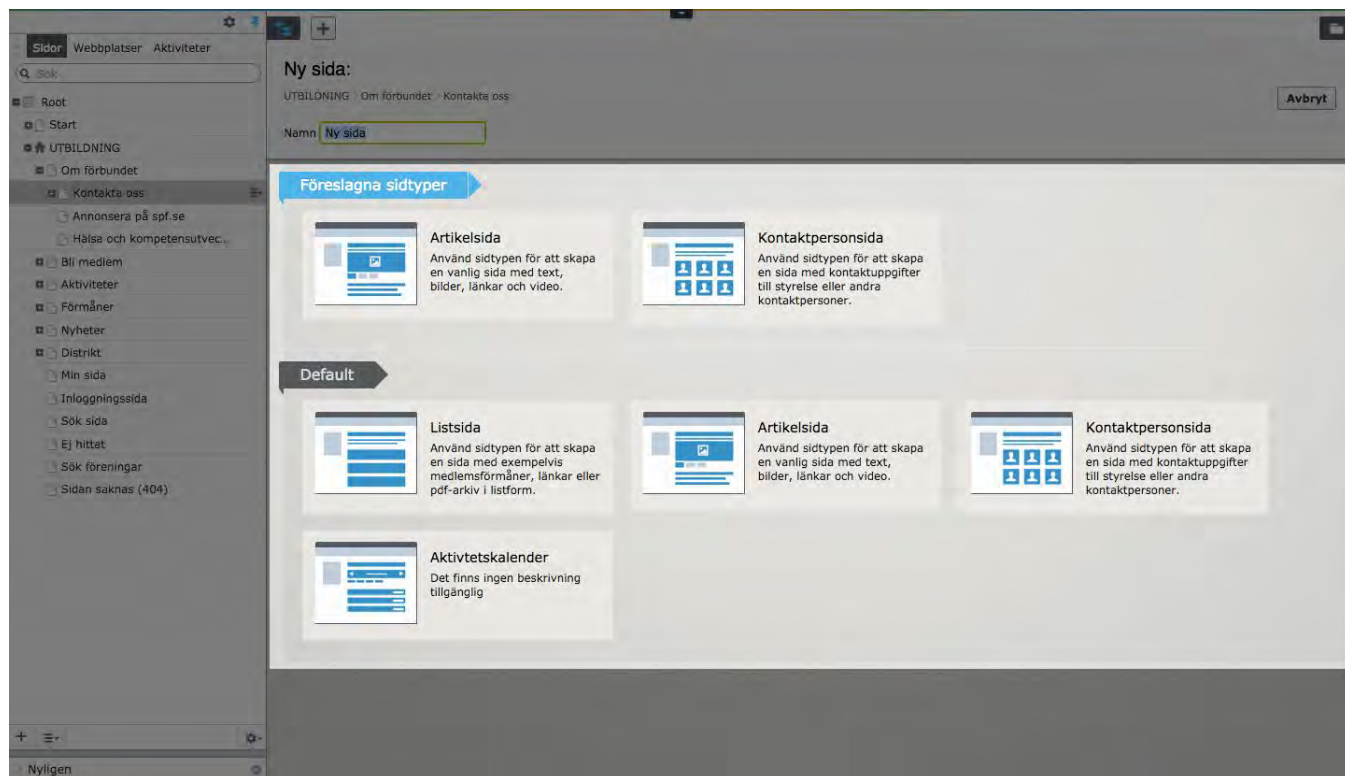 Sidor Webbplatser Aktiviteter
Sök
Root
Start
UTBILDNING
Om förbundet
Kontakta oss
Annonsera på spf.se
Hälsa och kompetensutvec..
Bli medlem
Aktiviteter
Förmåner
Nyheter
Distrikt
Min sida
Inloggningssida
Sök sida
Ej hittat
Sök föreningar
Sidan saknas (404)
Nyligen
Ny sida:
UTBILDNING Om förbundet Kontakta oss
Avbryt
Namn Ny sida
Föreslagna sidtyper
Artikelsida
Använd sidtypen för att skapa
en vanlig sida med text,
bilder, länkar och video.
Kontaktpersonsida
Använd sidtypen för att skapa
en sida med kontaktuppgifter
till styrelse eller andra
kontaktpersoner.
Default
Listsida
Använd sidtypen för att skapa
en sida med exempelvis
medlemsförmåner, länkar eller
pdf-arkiv i listform.
Artikelsida
Använd sidtypen för att skapa
en vanlig sida med text,
bilder, länkar och video.
Kontaktpersonsida
Använd sidtypen för att skapa
en sida med kontaktuppgifter
till styrelse eller andra
kontaktpersoner.
Aktivtetskalender
Det finns ingen beskrivning
tillgänglig